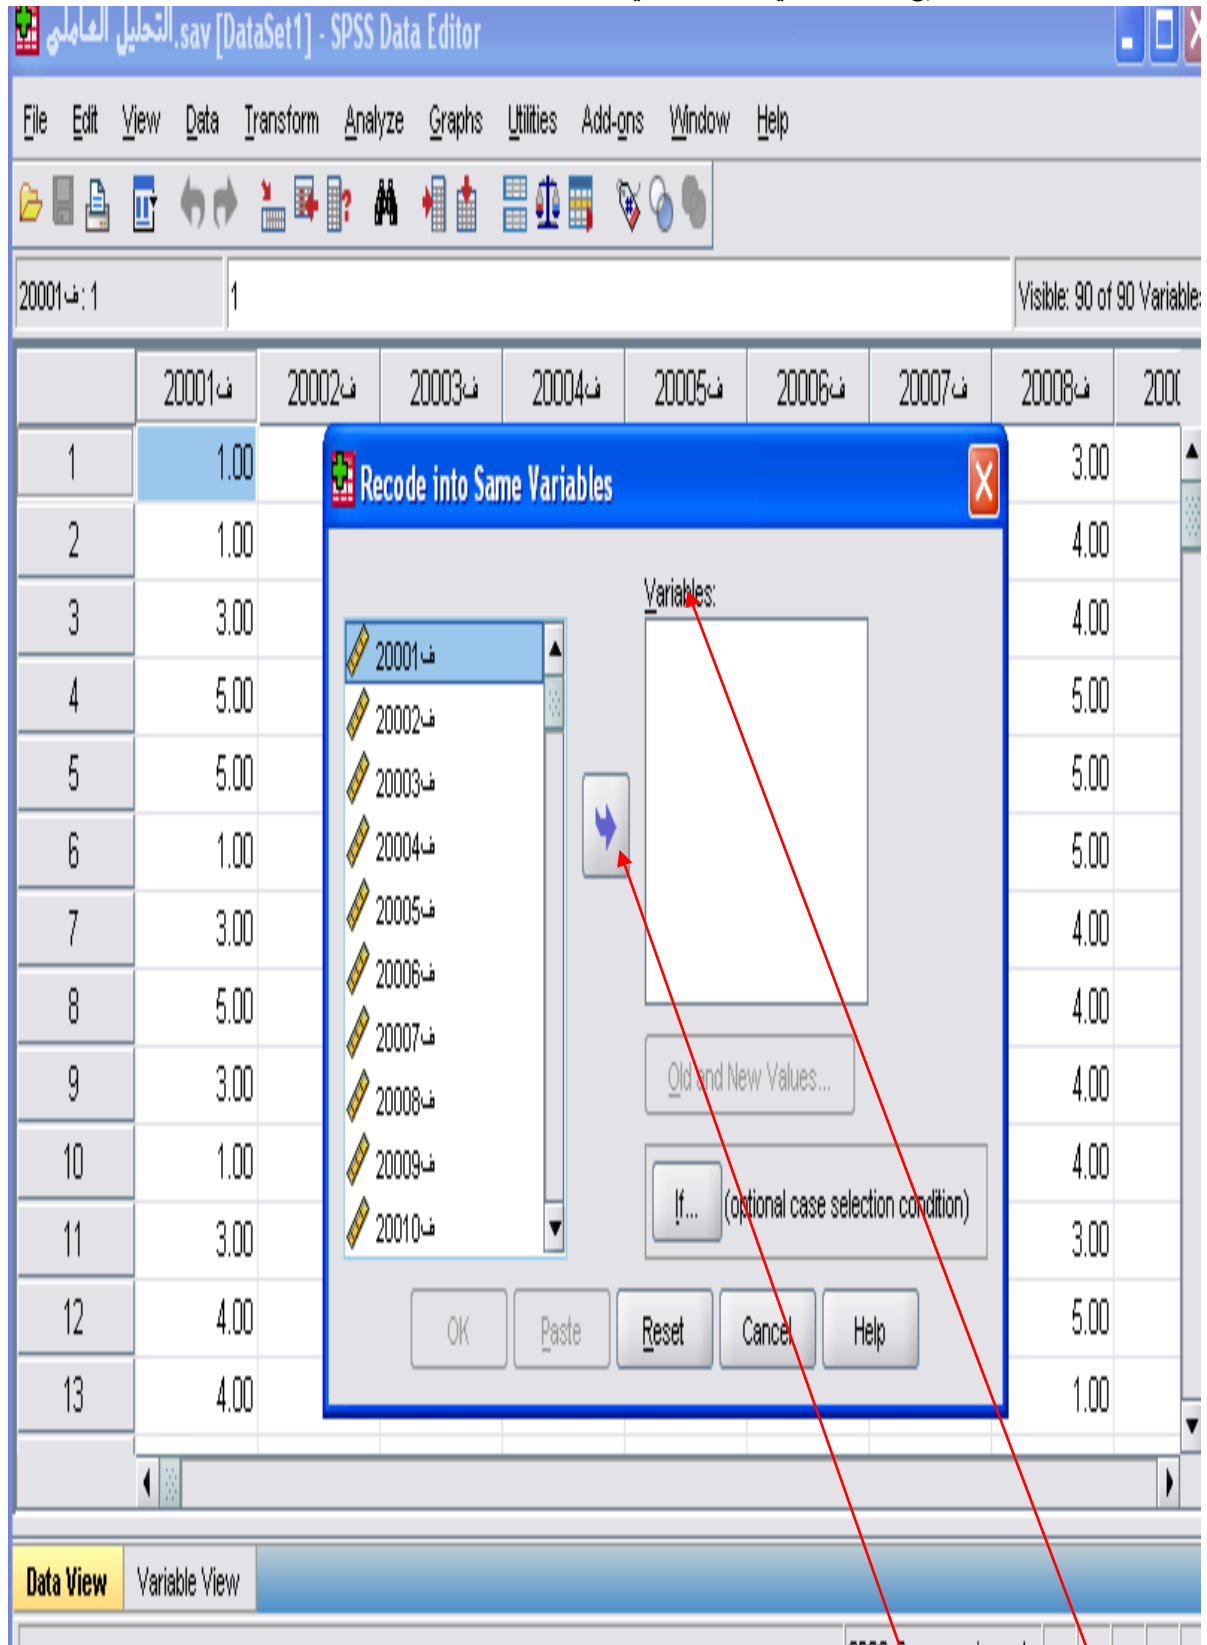 التحليل العاملي.sav [DataSet1] - SPSS Data Editor
File Edit View Data Transform Analyze Graphs Utilities Add-ons Window Help
1 : ف20001 1 Visible: 90 of 90 Variable
ف20001 ف20002 ف20003 ف20004 ف20005 ف20006 ف20007 ف20008 2000
1 1.00 3.00
2 1.00 4.00
3 3.00 4.00
4 5.00 5.00
5 5.00 5.00
6 1.00 5.00
7 3.00 4.00
8 5.00 4.00
9 3.00 4.00
10 1.00 4.00
11 3.00 3.00
12 4.00 5.00
13 4.00 1.00
Recode into Same Variables
Variables:
ف20001
ف20002
ف20003
ف20004
ف20005
ف20006
ف20007
ف20008
ف20009
ف20010
Old and New Values...
If... (optional case selection condition)
OK Paste Reset Cancel Help
Data View Variable View